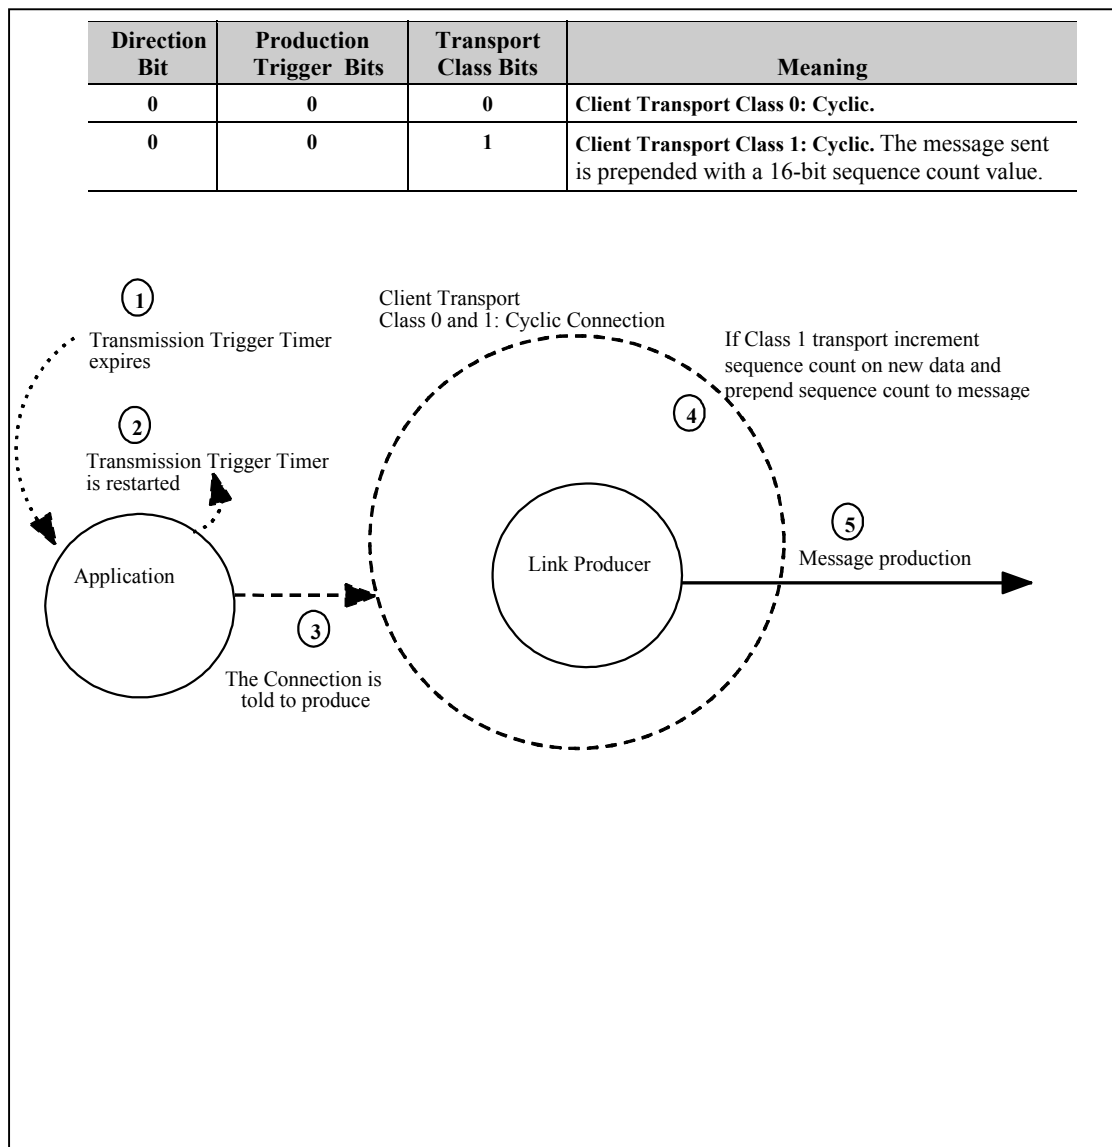 Direction Bit | Production Trigger Bits | Transport Class Bits | Meaning
0 | 0 | 0 | Client Transport Class 0: Cyclic.
0 | 0 | 1 | Client Transport Class 1: Cyclic. The message sent
is prepended with a 16-bit sequence count value.
1
Transmission Trigger Timer
expires
2
Transmission Trigger Timer
is restarted
Application
3
The Connection is
told to produce
Client Transport
Class 0 and 1: Cyclic Connection
If Class 1 transport increment
sequence count on new data and
prepend sequence count to message
4
Link Producer
5
Message production